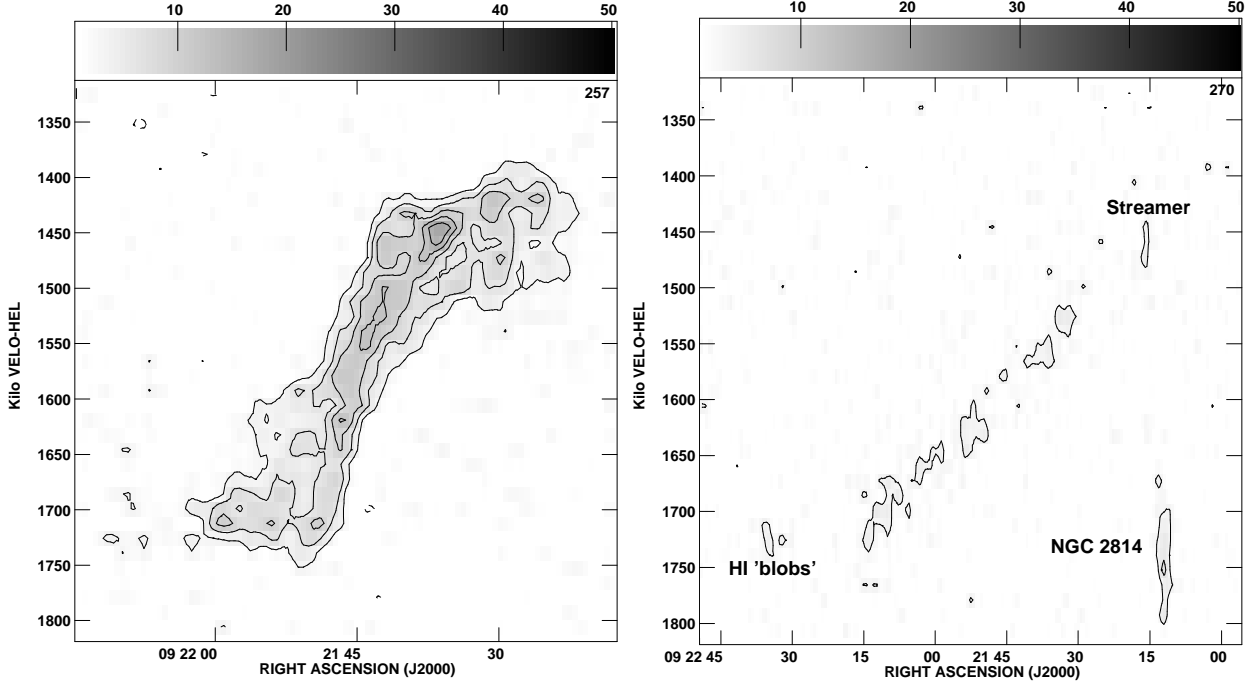 10 20 30 40 50
257
Kilo VELO-HEL
1350
1400
1450
1500
1550
1600
1650
1700
1750
1800
09 22 00 21 45 30
RIGHT ASCENSION (J2000)
10 20 30 40 50
270
Kilo VELO-HEL
1350
1400
1450
1500
1550
1600
1650
1700
1750
1800
Streamer
NGC 2814
HI 'blobs'
09 22 45 30 15 00 21 45 30 15 00
RIGHT ASCENSION (J2000)